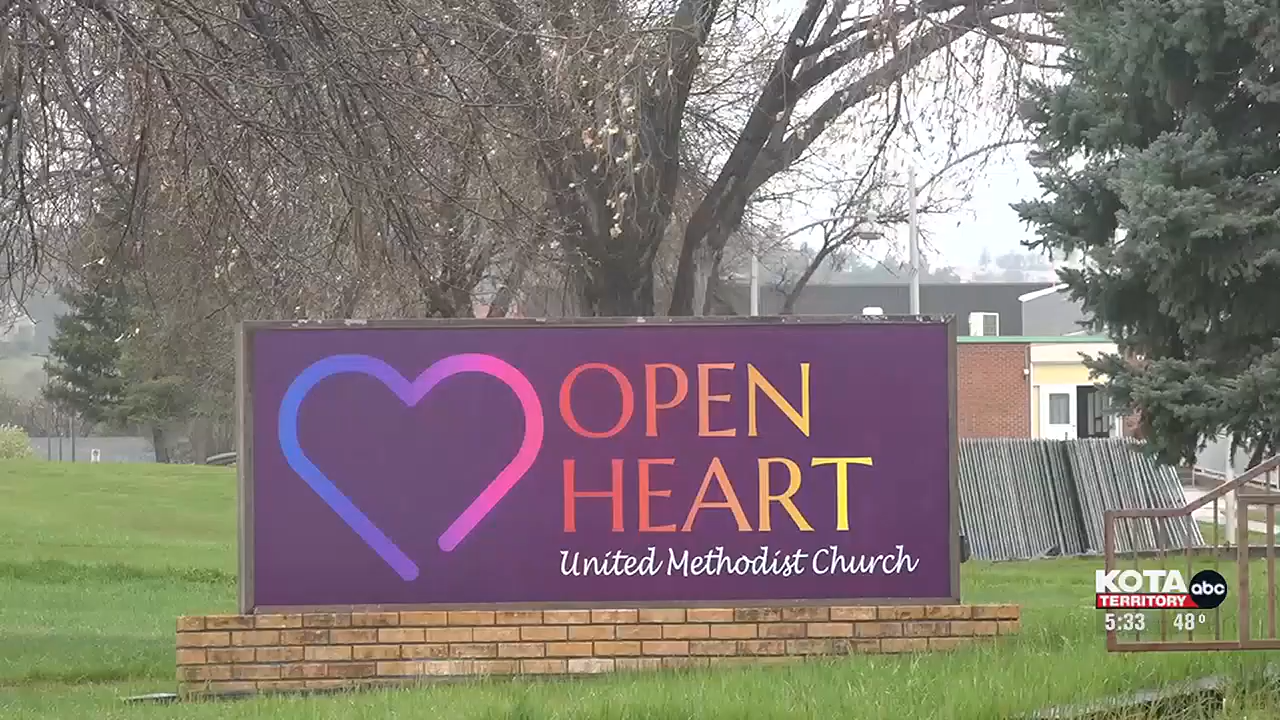 OPEN
HEART
United Methodist Church
KOTA abc
TERRITORY
5:33 48°